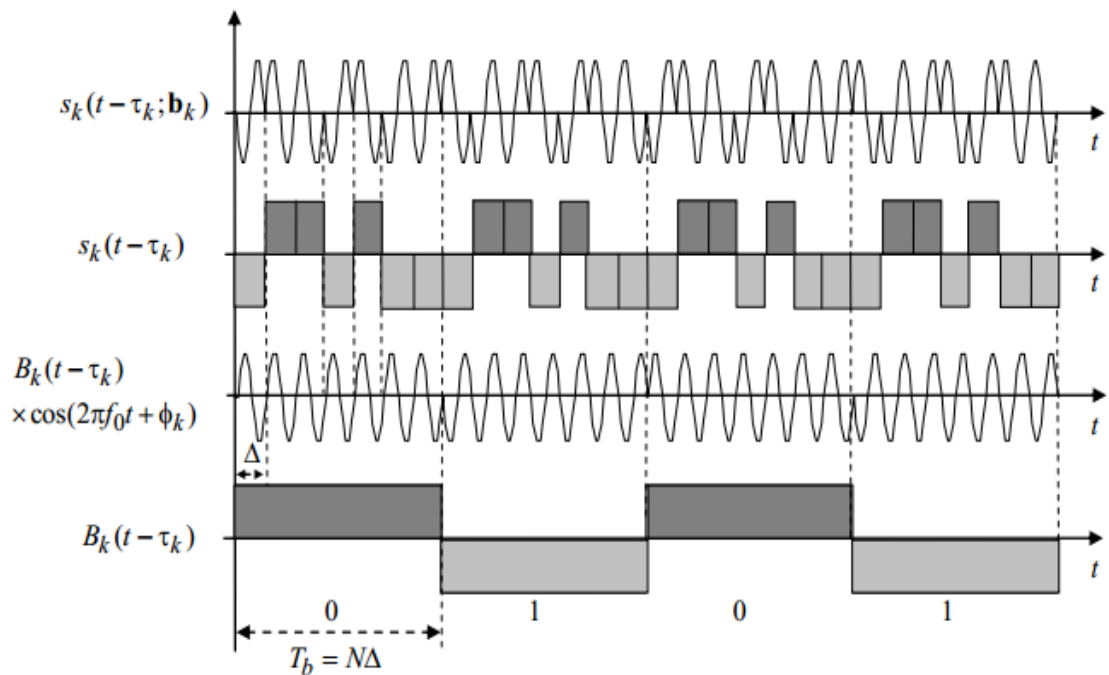 s_k(t − τ_k; b_k)
t
s_k(t − τ_k)
t
B_k(t − τ_k)
× cos(2πf_0t + ϕ_k)
t
Δ
B_k(t − τ_k)
t
0 1 0 1
T_b = NΔ